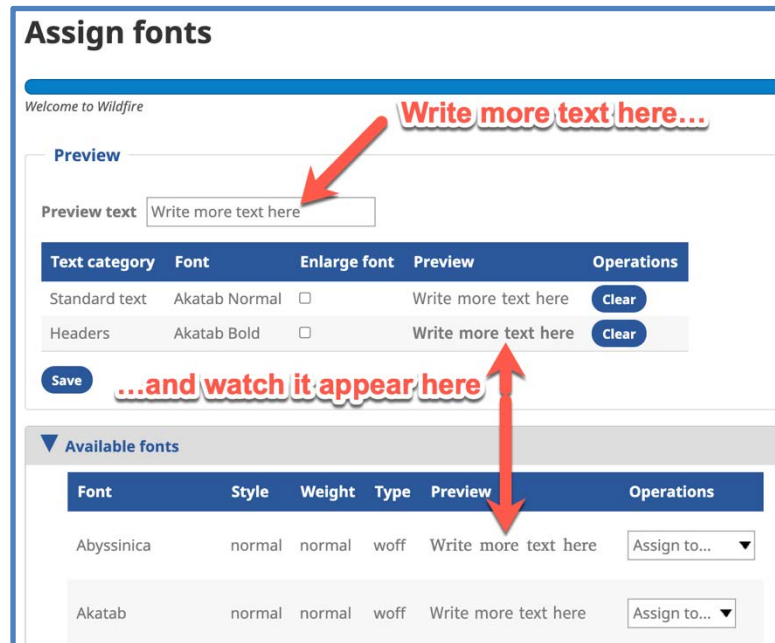 Assign fonts
Welcome to Wildfire
Write more text here...
Preview
Preview text Write more text here
Text category Font Enlarge font Preview Operations
Standard text Akatab Normal Write more text here Clear
Headers Akatab Bold Write more text here Clear
Save ...and watch it appear here
Available fonts
Font Style Weight Type Preview Operations
Abyssinica normal normal woff Write more text here Assign to...
Akatab normal normal woff Write more text here Assign to...